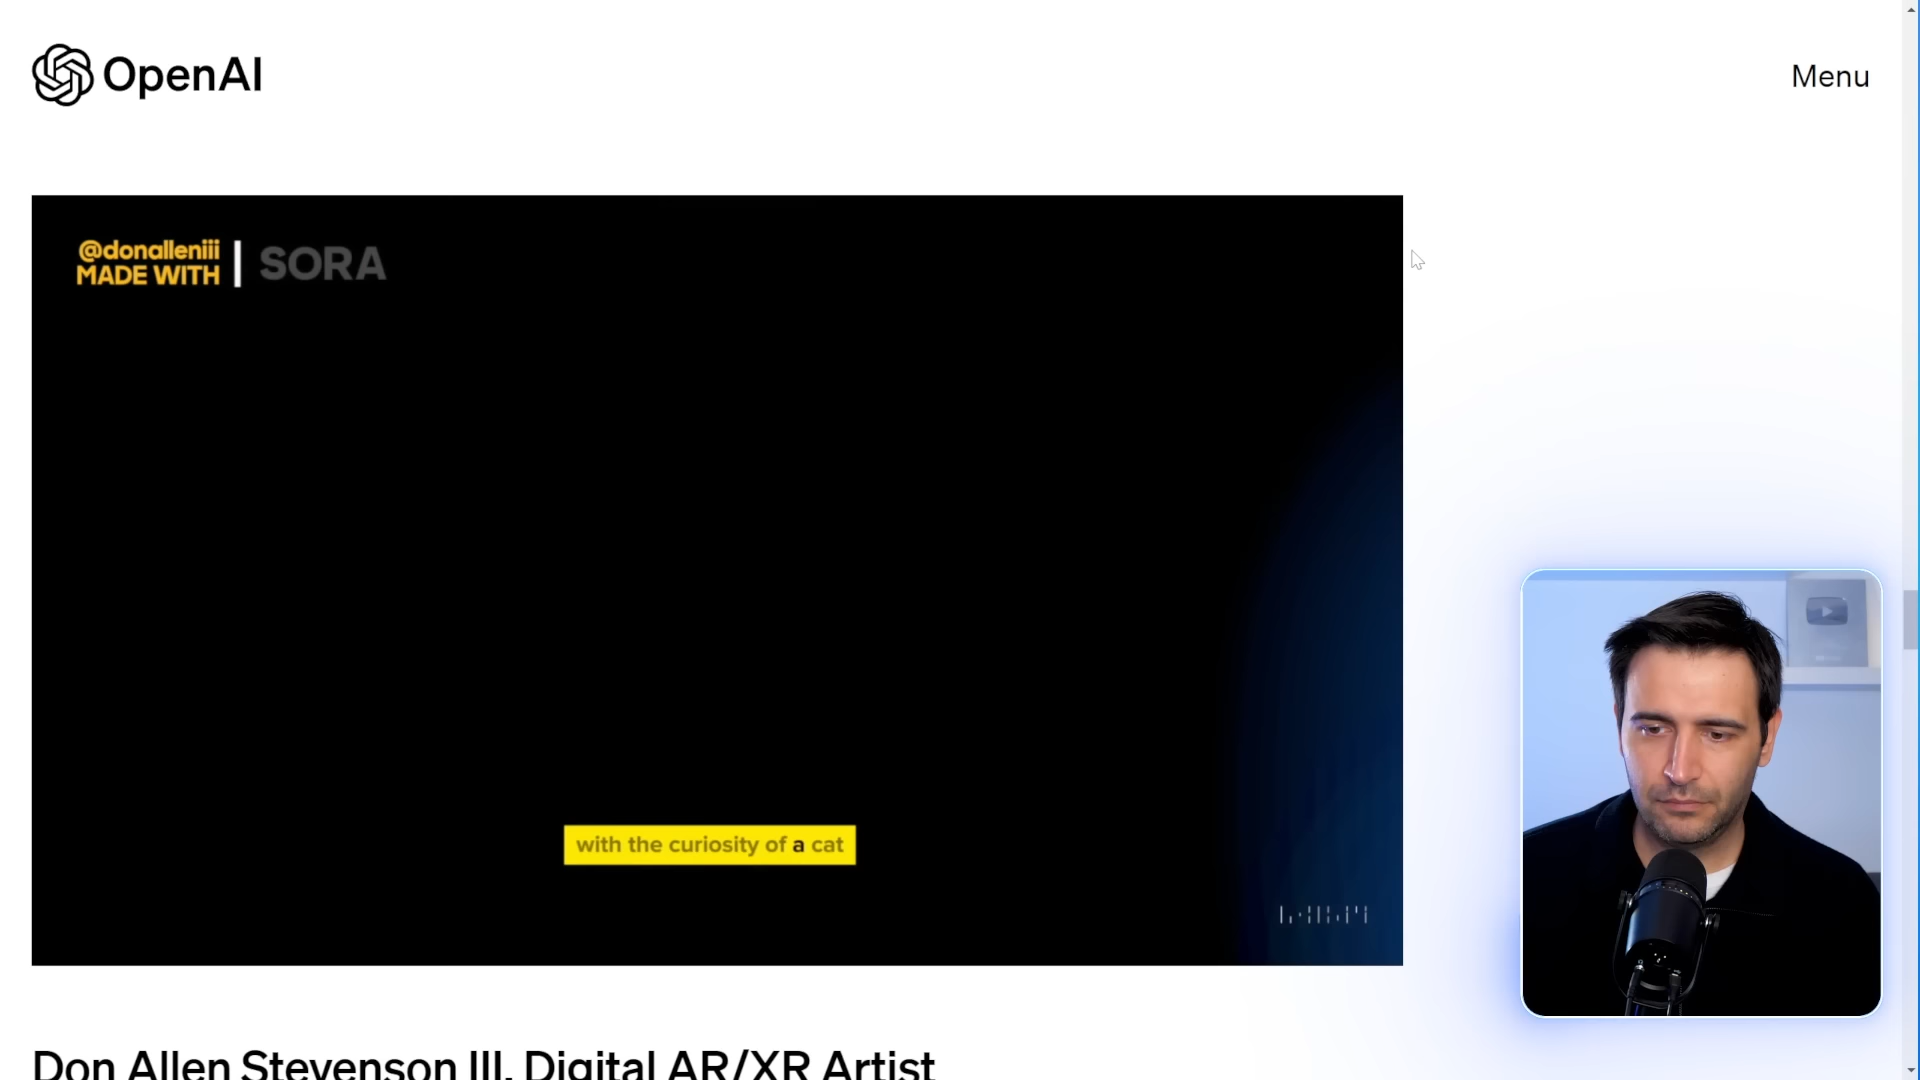 OpenAI
Menu
@donalleniii
MADE WITH
SORA
with the curiosity of a cat
Don Allen Stevenson III, Digital AR/XR Artist